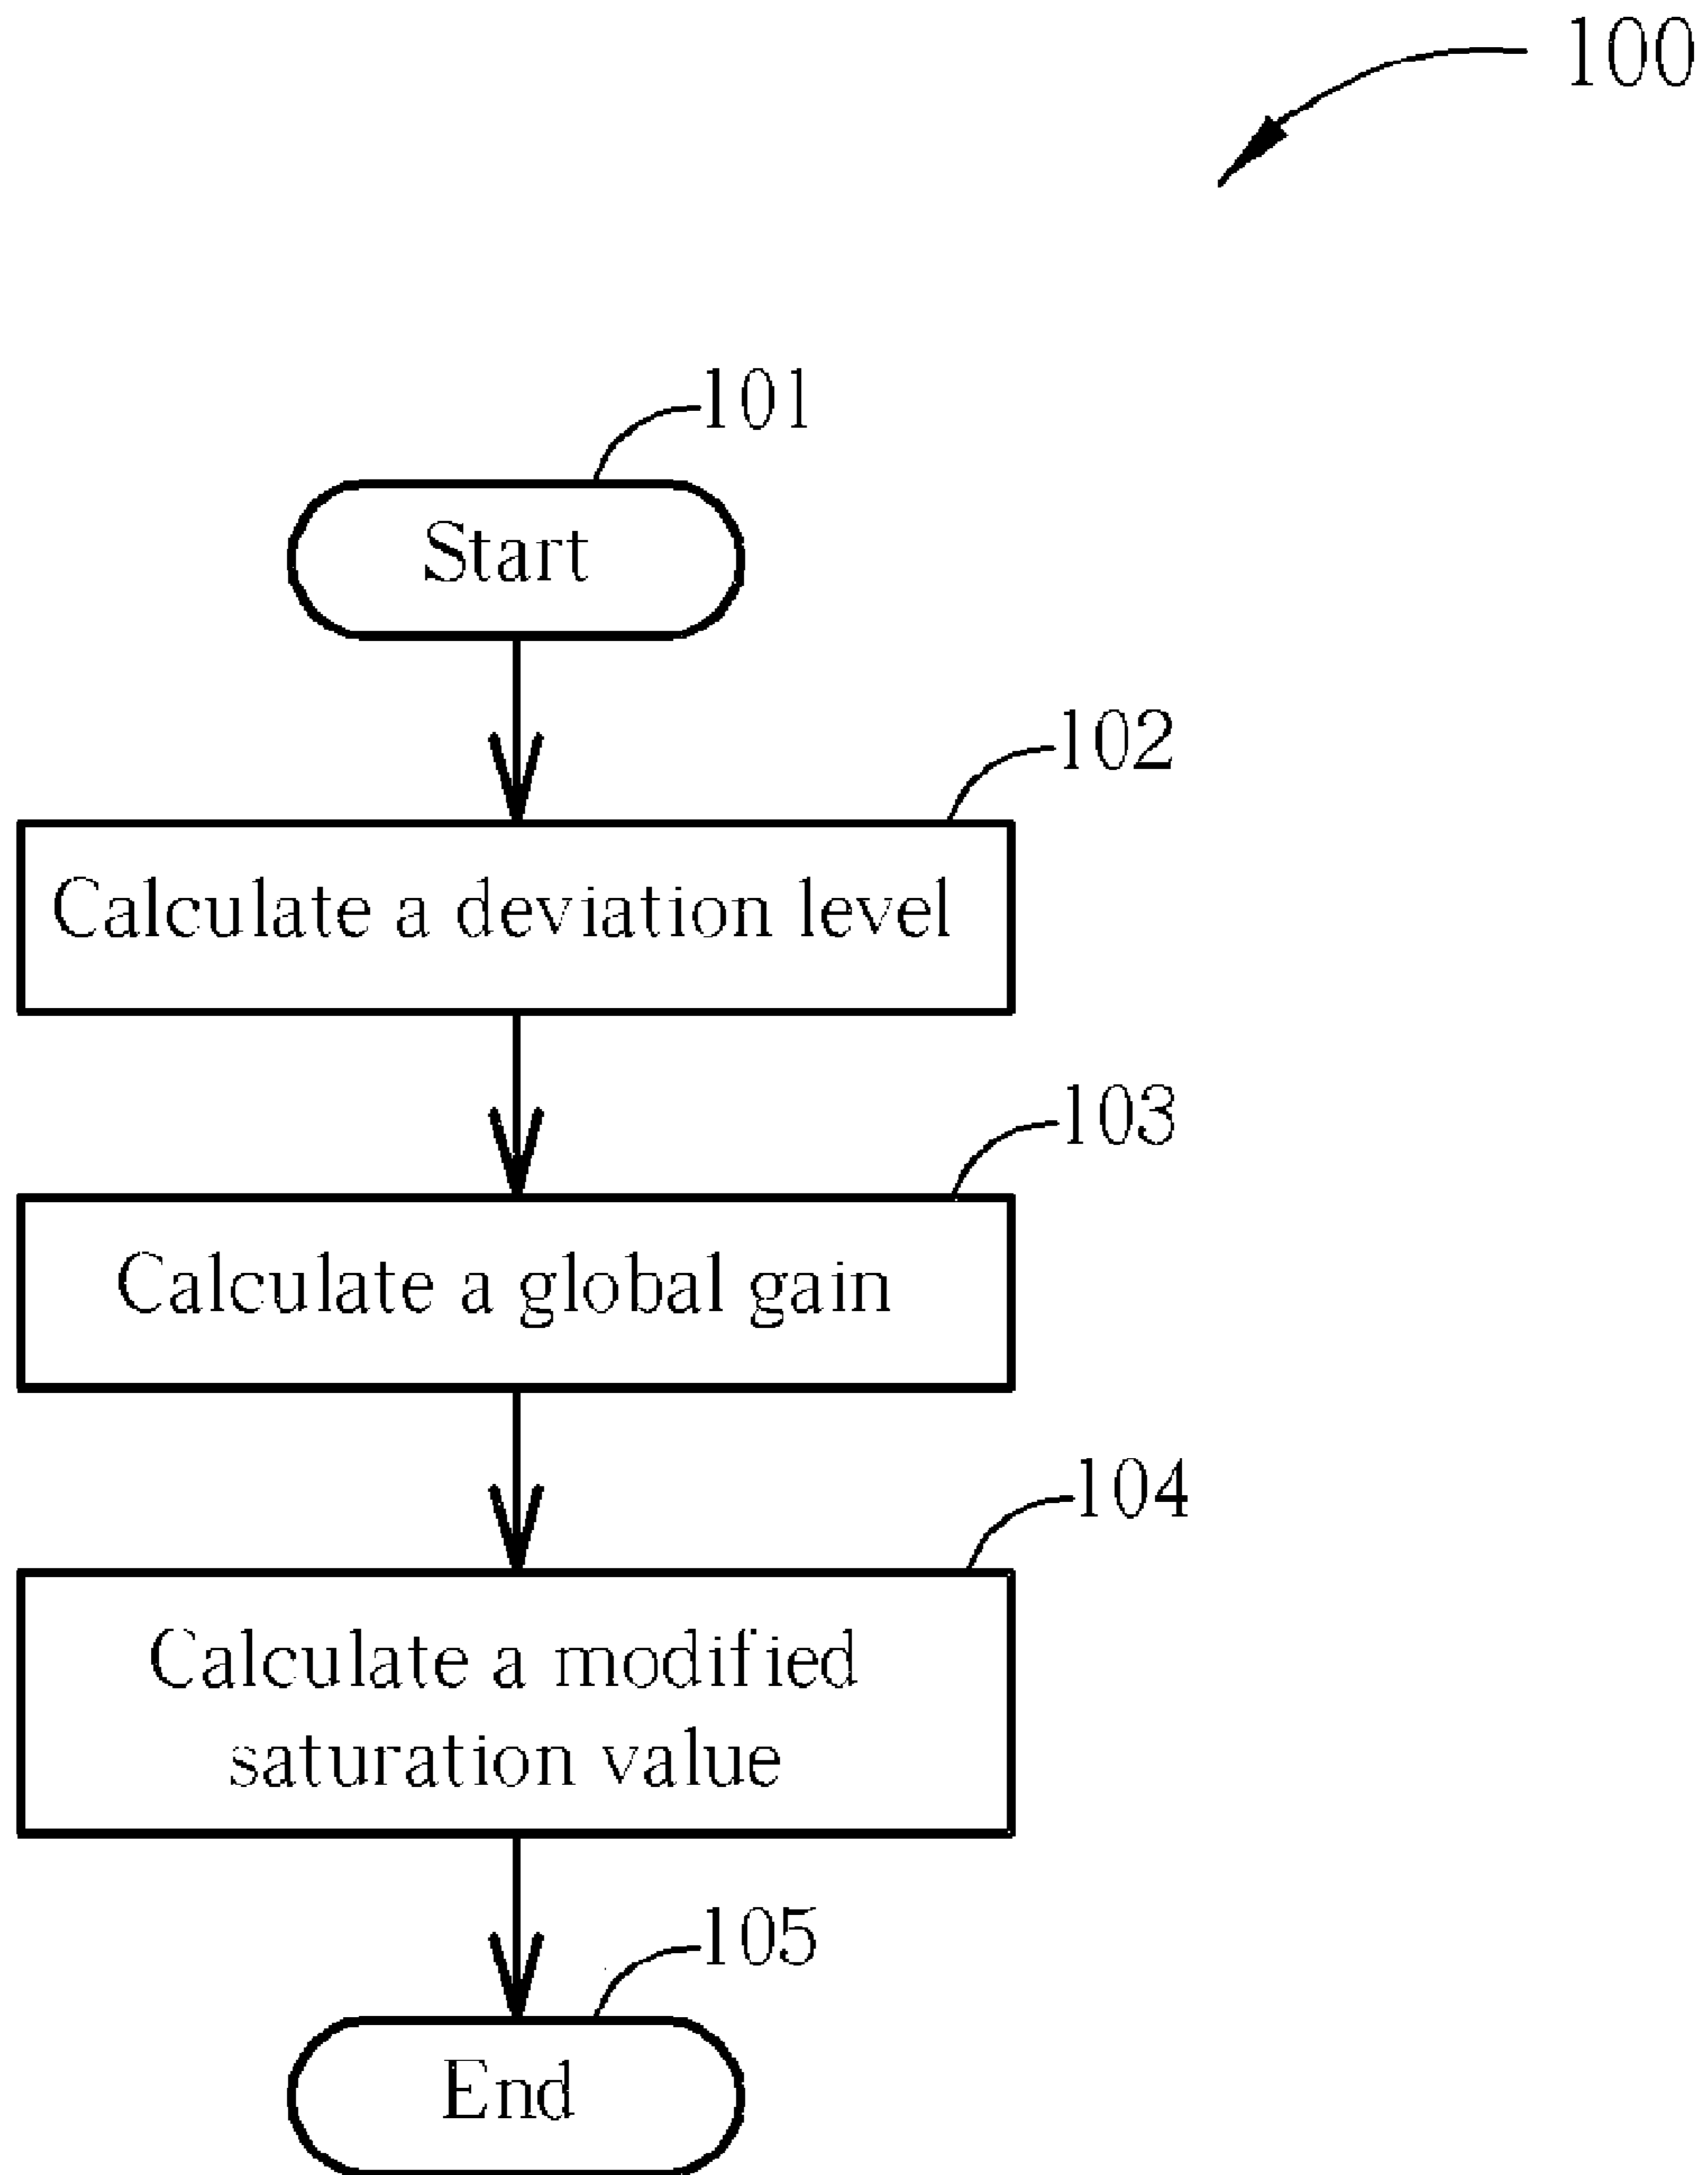 100
101
Start
102
Calculate a deviation level
103
Calculate a global gain
104
Calculate a modified
saturation value
105
End